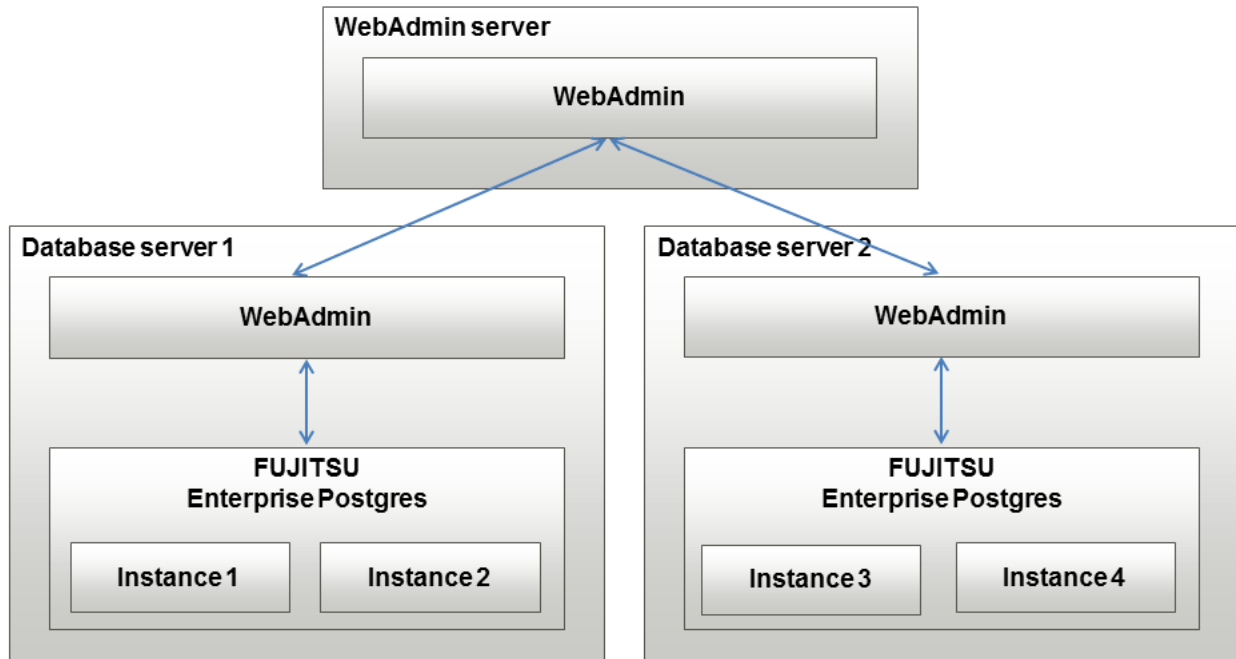 WebAdmin server
WebAdmin
Database server 1
WebAdmin
FUJITSU
Enterprise Postgres
Instance 1
Instance 2
Database server 2
WebAdmin
FUJITSU
Enterprise Postgres
Instance 3
Instance 4